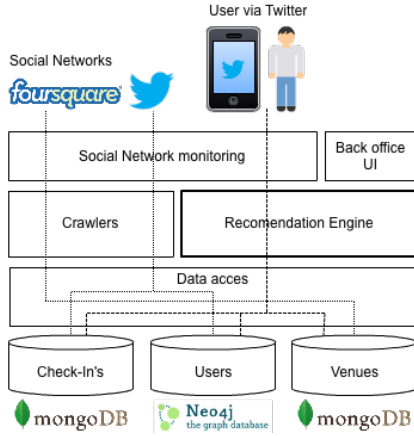 User via Twitter
Social Networks
foursquare
Social Network monitoring
Back office
UI
Crawlers
Recomendation Engine
Data acces
Check-In's
Users
Venues
mongoDB
Neo4j
the graph database
mongoDB